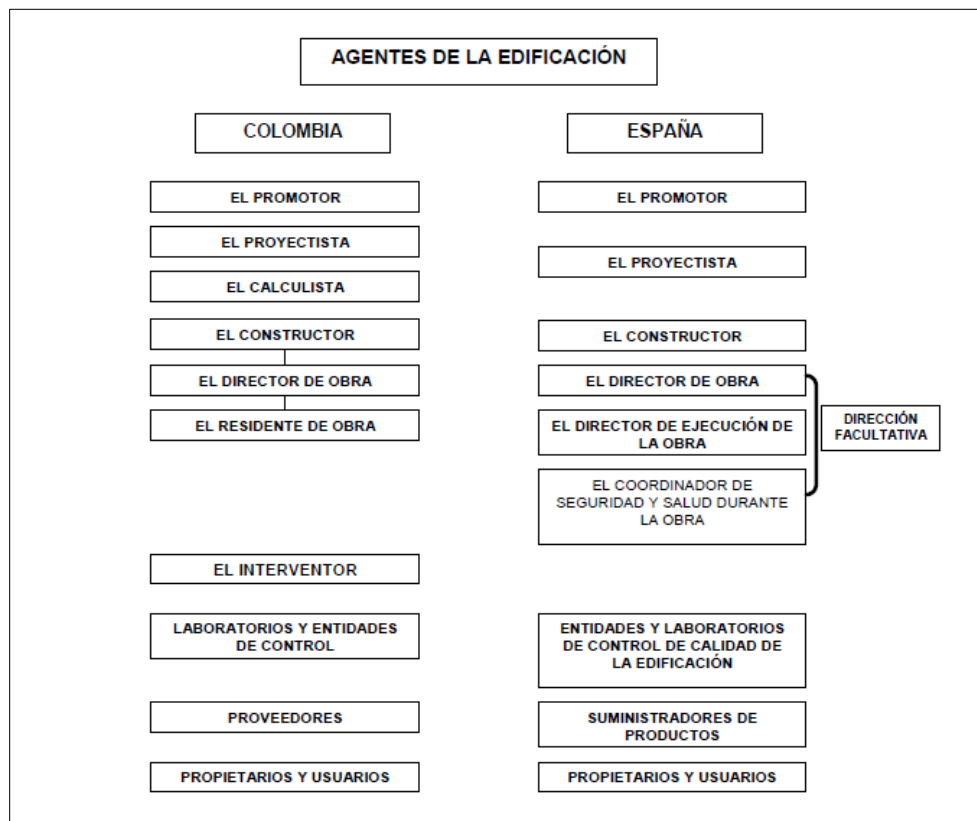 AGENTES DE LA EDIFICACIÓN
COLOMBIA
EL PROMOTOR
EL PROYECTISTA
EL CALCULISTA
EL CONSTRUCTOR
EL DIRECTOR DE OBRA
EL RESIDENTE DE OBRA
EL INTERVENTOR
LABORATORIOS Y ENTIDADES
DE CONTROL
PROVEEDORES
PROPIETARIOS Y USUARIOS
ESPAÑA
EL PROMOTOR
EL PROYECTISTA
EL CONSTRUCTOR
EL DIRECTOR DE OBRA
EL DIRECTOR DE EJECUCIÓN DE
LA OBRA
EL COORDINADOR DE
SEGURIDAD Y SALUD DURANTE
LA OBRA
DIRECCIÓN
FACULTATIVA
ENTIDADES Y LABORATORIOS
DE CONTROL DE CALIDAD DE
LA EDIFICACIÓN
SUMINISTRADORES DE
PRODUCTOS
PROPIETARIOS Y USUARIOS